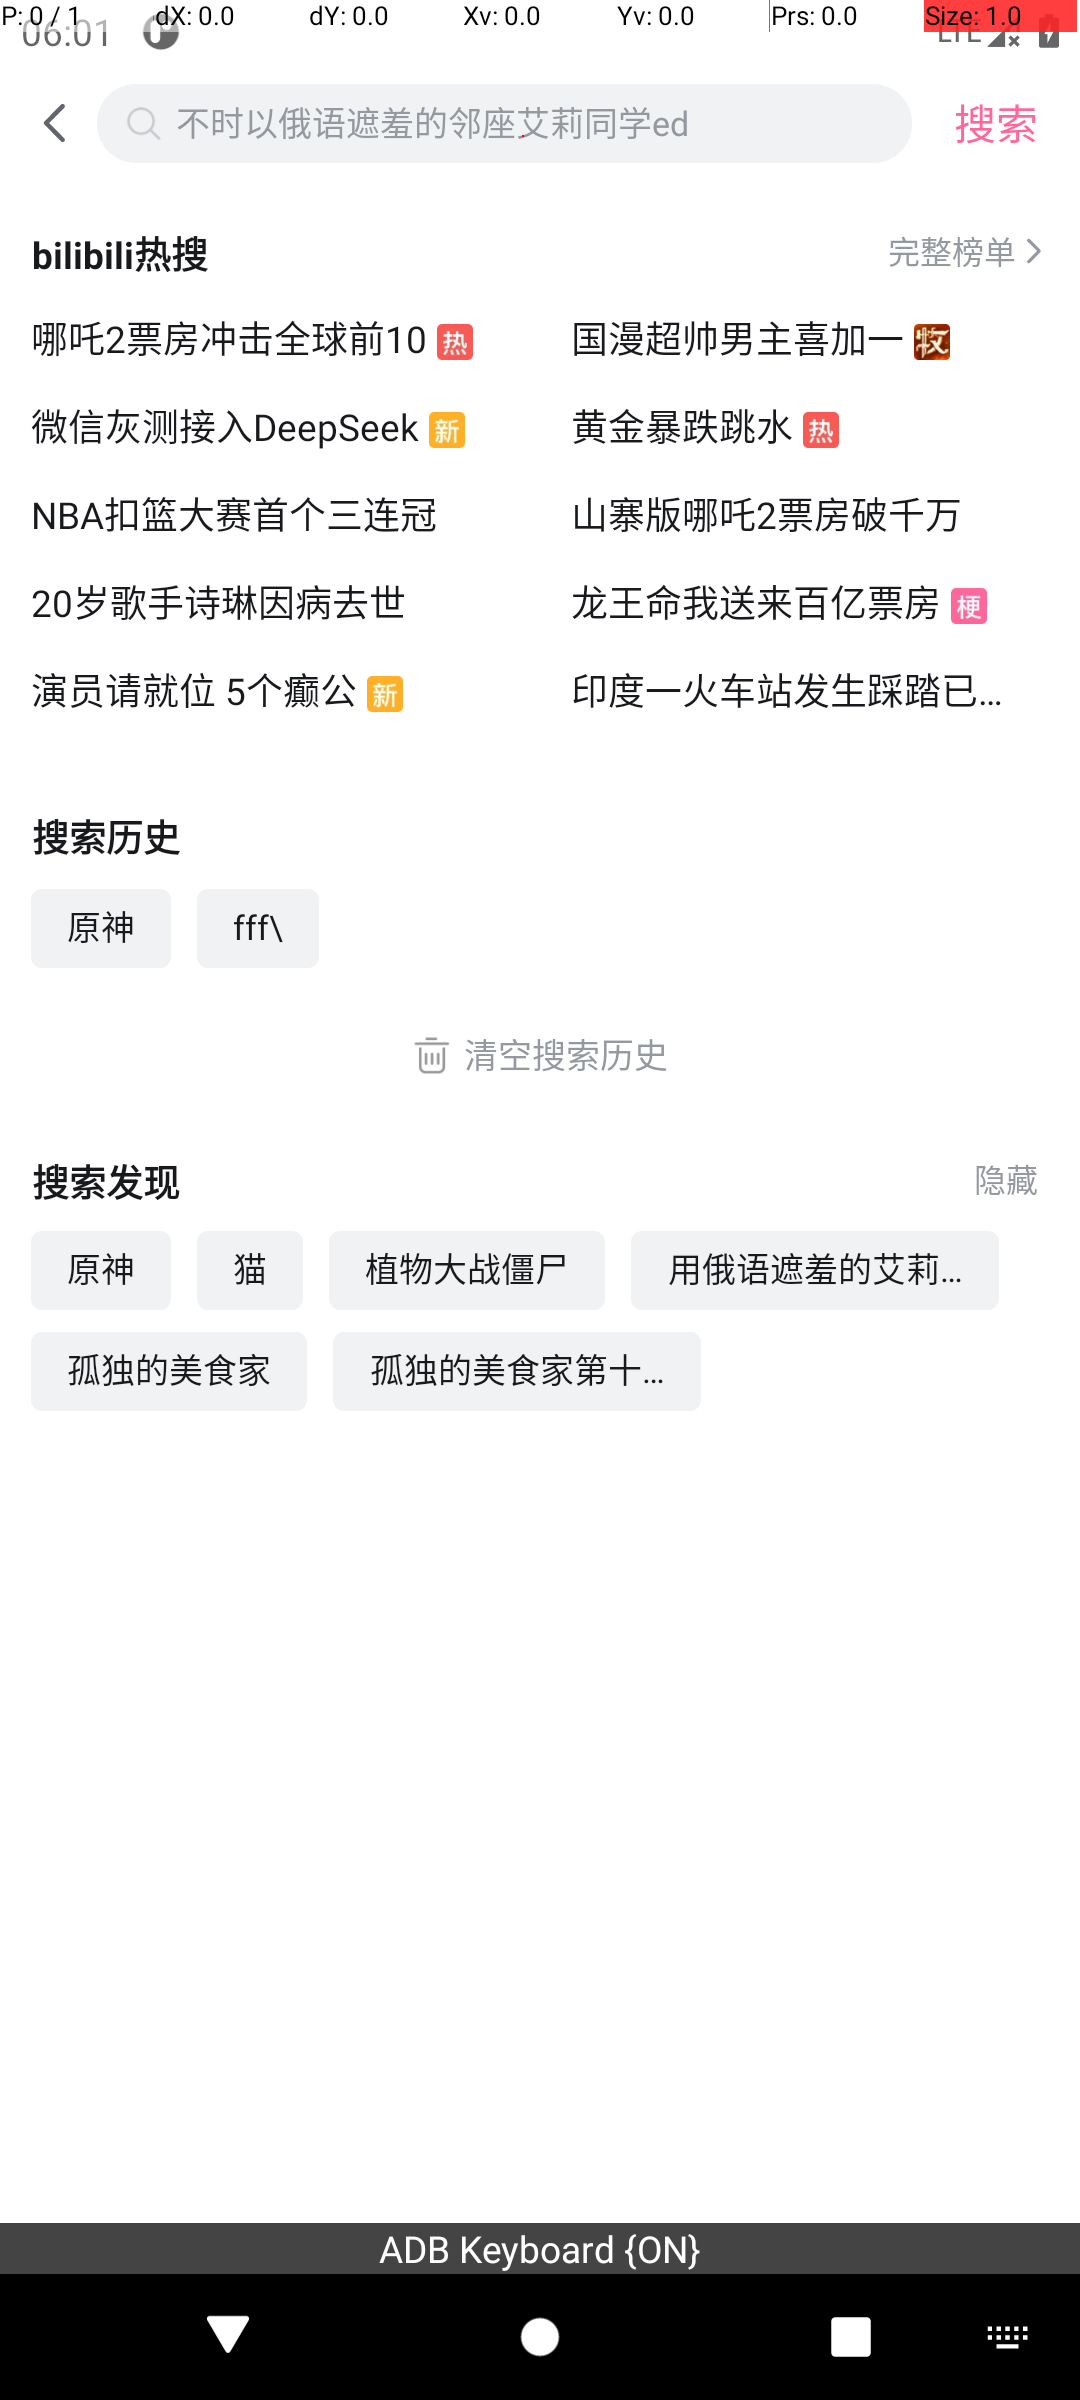 P: 0 / 1 dX: 0.0 dY: 0.0 Xv: 0.0 Yv: 0.0 Prs: 0.0 Size: 1.0
06:01 LTE
不时以俄语遮羞的邻座艾莉同学ed 搜索
bilibili热搜 完整榜单
哪吒2票房冲击全球前10 热 国漫超帅男主喜加一 牧
微信灰测接入DeepSeek 新 黄金暴跌跳水 热
NBA扣篮大赛首个三连冠 山寨版哪吒2票房破千万
20岁歌手诗琳因病去世 龙王命我送来百亿票房 梗
演员请就位 5个癫公 新 印度一火车站发生踩踏已...
搜索历史
原神 fff\
清空搜索历史
搜索发现 隐藏
原神 猫 植物大战僵尸 用俄语遮羞的艾莉...
孤独的美食家 孤独的美食家第十...
ADB Keyboard {ON}